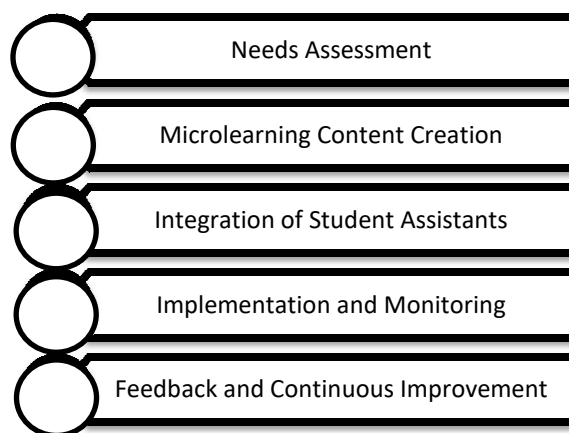 Needs Assessment
Microlearning Content Creation
Integration of Student Assistants
Implementation and Monitoring
Feedback and Continuous Improvement